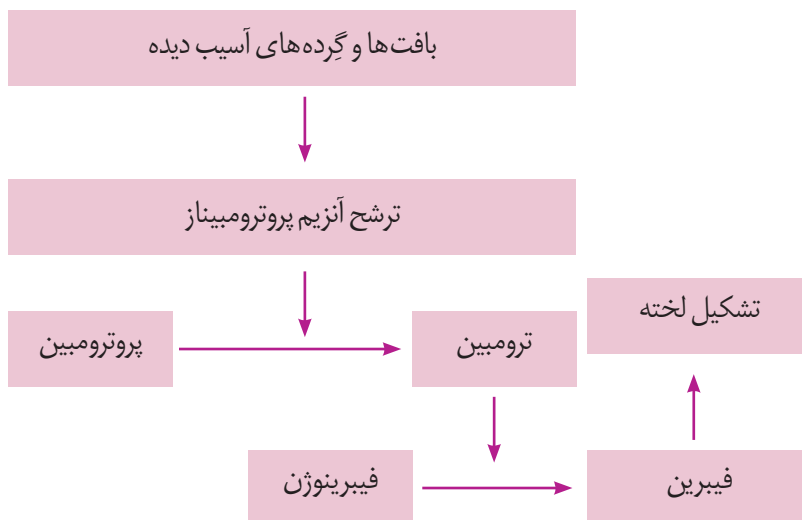 بافت‌ها و گِرده‌های آسیب دیده
ترشح آنزیم پروترومبیناز
پروترومبین
ترومبین
تشکیل لخته
فیبرینوژن
فیبرین